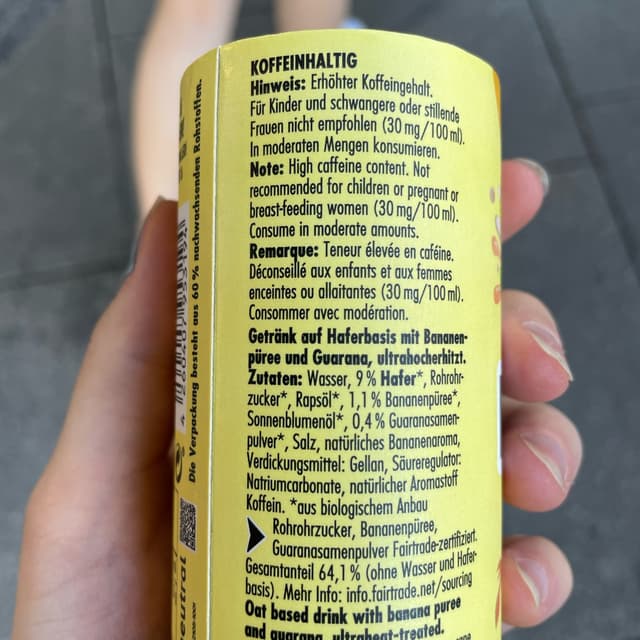 KOFFEINHALTIG
Hinweis: Erhöhter Koffeingehalt.
Für Kinder und schwangere oder stillende
Frauen nicht empfohlen (30 mg/100 ml).
In moderaten Mengen konsumieren.
Note: High caffeine content. Not
recommended for children or pregnant or
breast-feeding women (30 mg/100 ml).
Consume in moderate amounts.
Remarque: Teneur élevée en caféine.
Déconseillé aux enfants et aux femmes
enceintes ou allaitantes (30 mg/100 ml).
Consommer avec modération.
Getränk auf Haferbasis mit Bananen-
püree und Guarana, ultrahocherhitzt.
Zutaten: Wasser, 9 % Hafer*, Rohrohr-
zucker*, Rapsöl*, 1,1 % Bananenpüree*,
Sonnenblumenöl*, 0,4 % Guaranasamen-
pulver*, Salz, natürliches Bananenaroma,
Verdickungsmittel: Gellan, Säureregulator:
Natriumcarbonate, natürlicher Aromastoff
Koffein. *aus biologischem Anbau
Rohrohrzucker, Bananenpüree,
Guaranasamenpulver Fairtrade-zertifiziert.
Gesamtanteil 64,1 % (ohne Wasser und Hafer-
basis). Mehr Info: info.fairtrade.net/sourcing
Oat based drink with banana puree
and guarana, ultraheat-treated.
Die Verpackung besteht aus 60 % nachwachsenden Rohstoffen.